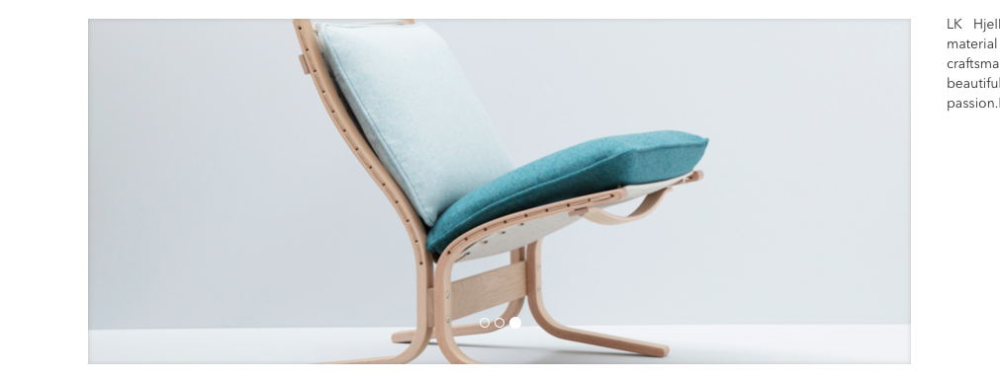 LK Hjell
material
craftsma
beautiful
passion.